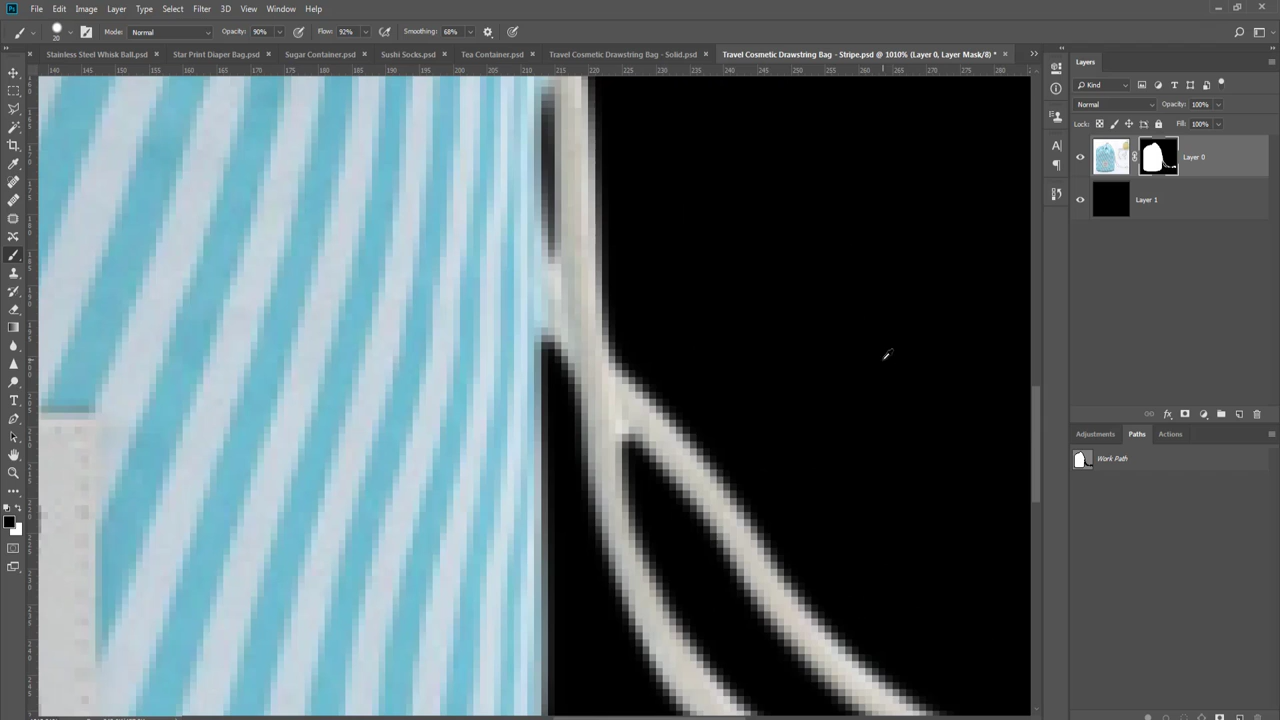 Ps File Edit Image Layer Type Select Filter 3D View Window Help
20 Mode: Normal Opacity: 90% Flow: 92% Smoothing: 68%
Stainless Steel Whisk Ball.psd × Star Print Diaper Bag.psd × Sugar Container.psd × Sushi Socks.psd × Tea Container.psd × Travel Cosmetic Drawstring Bag - Solid.psd × Travel Cosmetic Drawstring Bag - Stripe.psd @ 1010% (Layer 0, Layer Mask/8) * ×
140 145 150 155 160 165 170 175 180 185 190 195 200 205 210 215 220 225 230 235 240 245 250 255 260 265 270 275 280
Layers
Kind
Normal Opacity: 100%
Lock: Fill: 100%
Layer 0
Layer 1
fx
Adjustments Paths Actions
Work Path